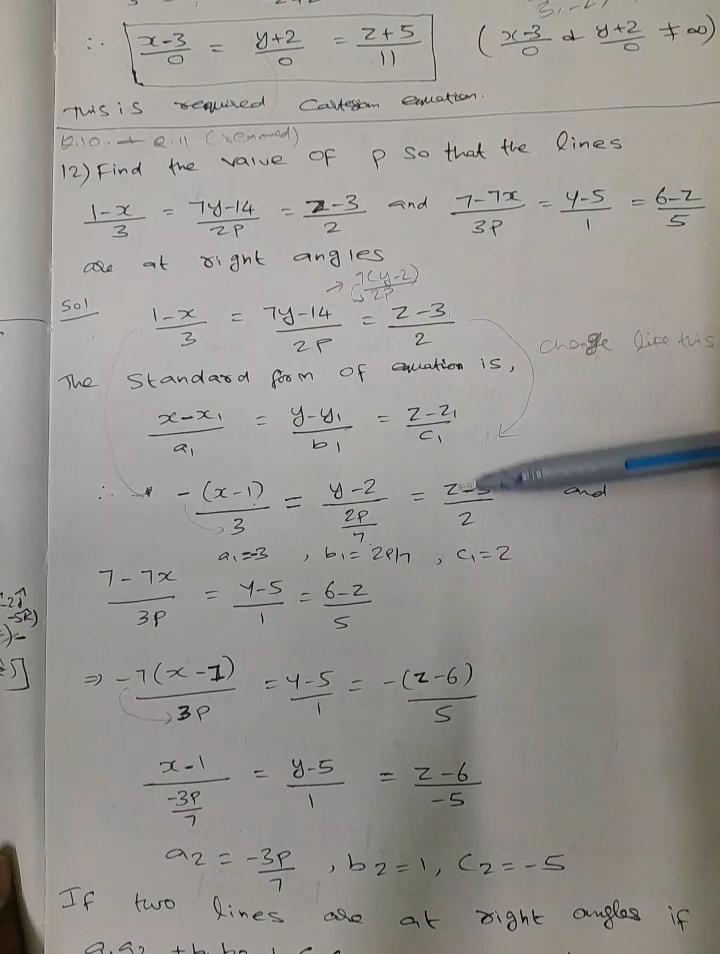 ∴ (x-3)/0 = (y+2)/0 = (z+5)/11 ( (x-3)/0 & (y+2)/0 ≠ ∞)
This is required Cartesian equation.
Q.10. → Q.11 (removed)
12) Find the value of p so that the lines
(1-x)/3 = (7y-14)/2P = (z-3)/2 and (7-7x)/3P = (y-5)/1 = (6-z)/5
are at right angles
→ 7(y-2)/2P
Sol (1-x)/3 = (7y-14)/2P = (z-3)/2
change like this
The Standard form of equation is,
(x-x₁)/a₁ = (y-y₁)/b₁ = (z-z₁)/c₁
∴ -(x-1)/3 = (y-2)/(2P/7) = (z-3)/2 and
a₁=-3 , b₁= 2P/7 , c₁=2
(7-7x)/3P = (y-5)/1 = (6-z)/5
⇒ -7(x-1)/3P = (y-5)/1 = -(z-6)/5
(x-1)/(-3P/7) = (y-5)/1 = (z-6)/-5
a₂ = -3P/7 , b₂=1, c₂=-5
If two lines are at right angles if